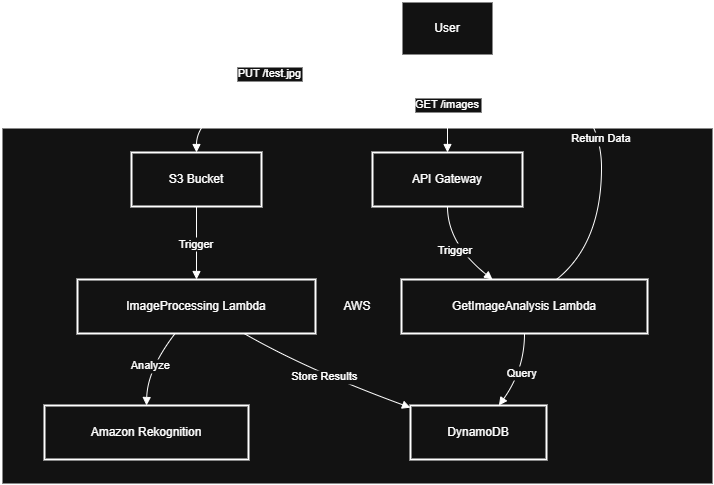 User
PUT /test.jpg
GET /images
Return Data
S3 Bucket
API Gateway
Trigger
Trigger
ImageProcessing Lambda
AWS
GetImageAnalysis Lambda
Analyze
Store Results
Query
Amazon Rekognition
DynamoDB